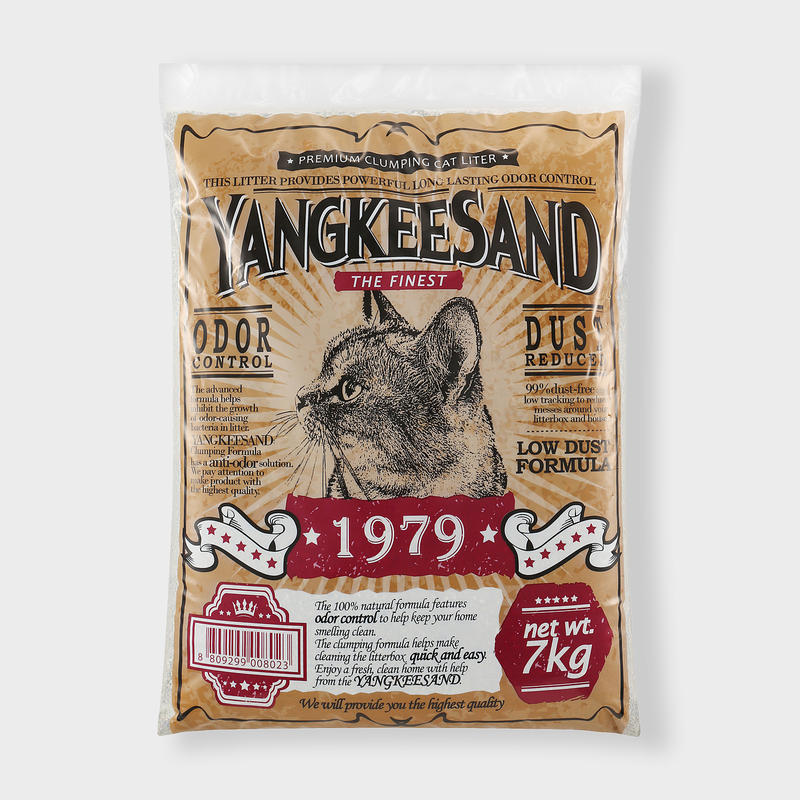 PREMIUM CLUMPING CAT LITER
THIS LITTER PROVIDES POWERFUL LONG-LASTING ODOR CONTROL
YANGKEESAND
THE FINEST
ODOR
CONTROL
The advanced
formula helps
inhibit the growth
of odor-causing
bacteria in litter.
YANGKEESAND
Clumping Formula
has a anti-odor solution.
We pay attention to
make product with
the highest quality.
DUST
REDUCE
99% dust-free
low tracking to reduce
messes around your
litterbox and house
LOW DUST
FORMULA
1979
8 809299 008023
The 100% natural formula features
odor control to help keep your home
smelling clean.
The clumping formula helps make
cleaning the litterbox quick and easy.
Enjoy a fresh, clean home with help
from the YANGKEESAND.
net wt.
7kg
We will provide you the highest quality